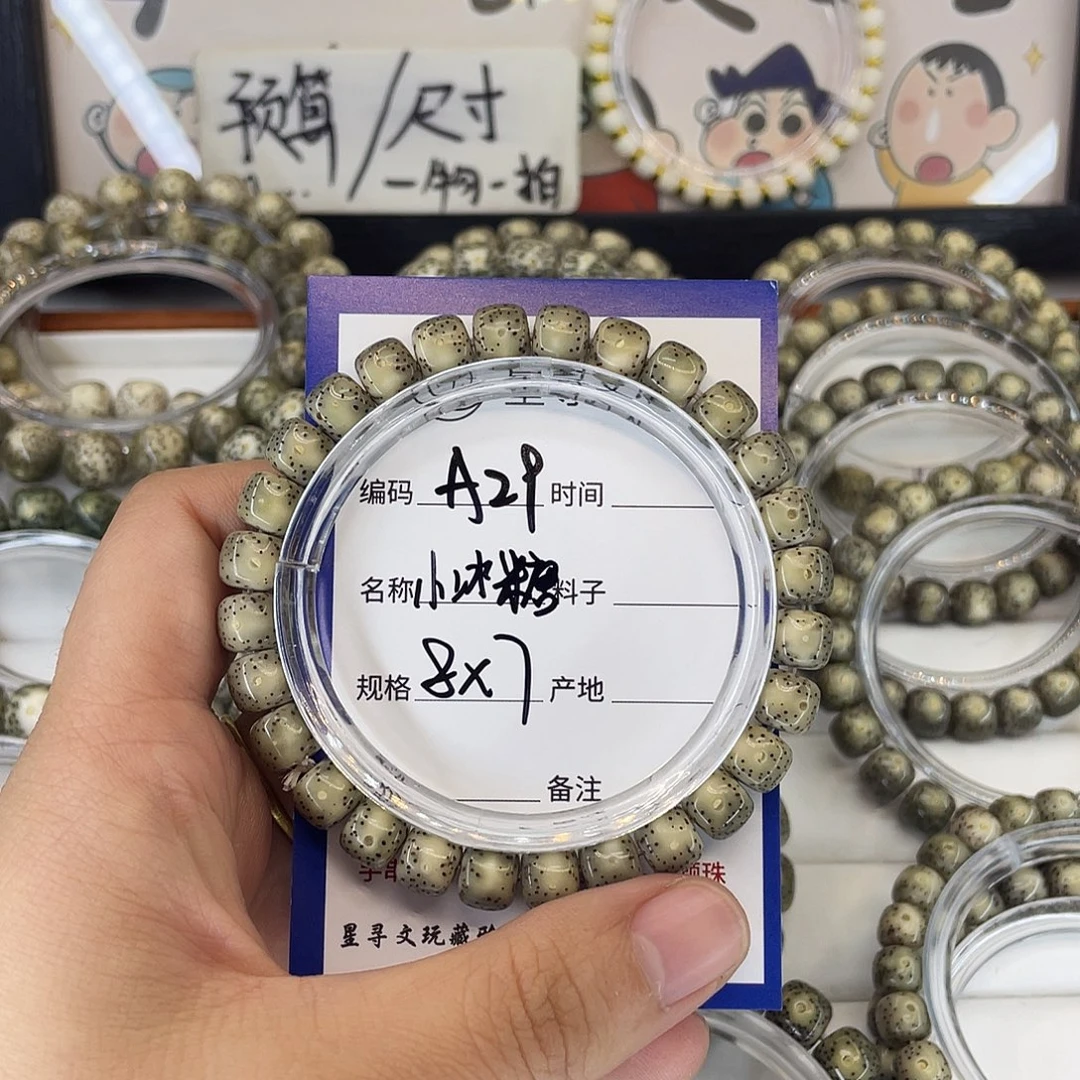 预算/尺寸
一物一拍
编码 A29 时间
名称 小冰糖 料子
规格 8x7 产地
备注
星寻文玩藏